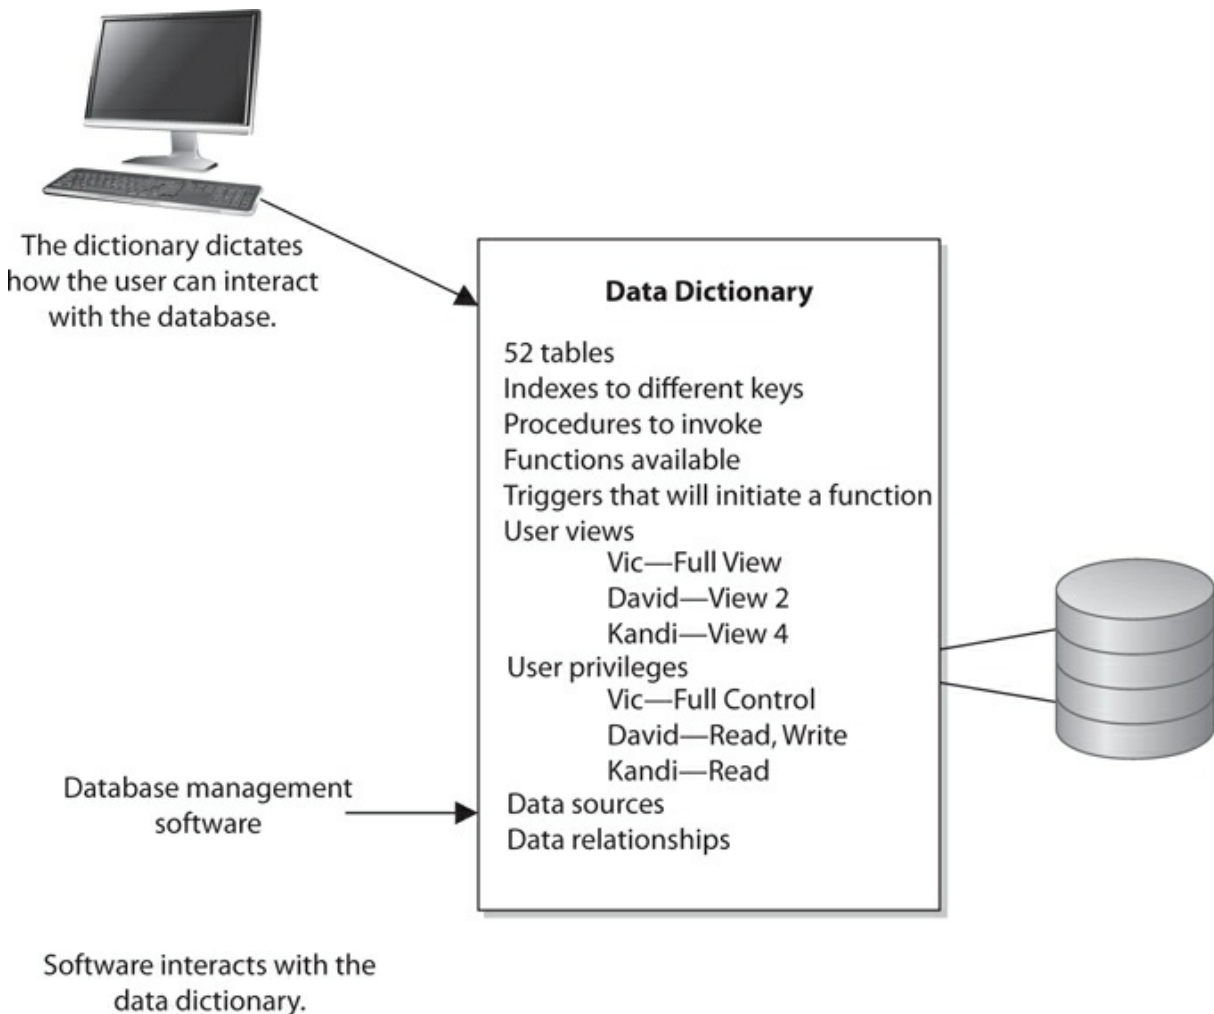 The dictionary dictates
how the user can interact
with the database.
Data Dictionary
52 tables
Indexes to different keys
Procedures to invoke
Functions available
Triggers that will initiate a function
User views
Vic—Full View
David—View 2
Kandi—View 4
User privileges
Vic—Full Control
David—Read, Write
Kandi—Read
Data sources
Data relationships
Database management
software
Software interacts with the
data dictionary.